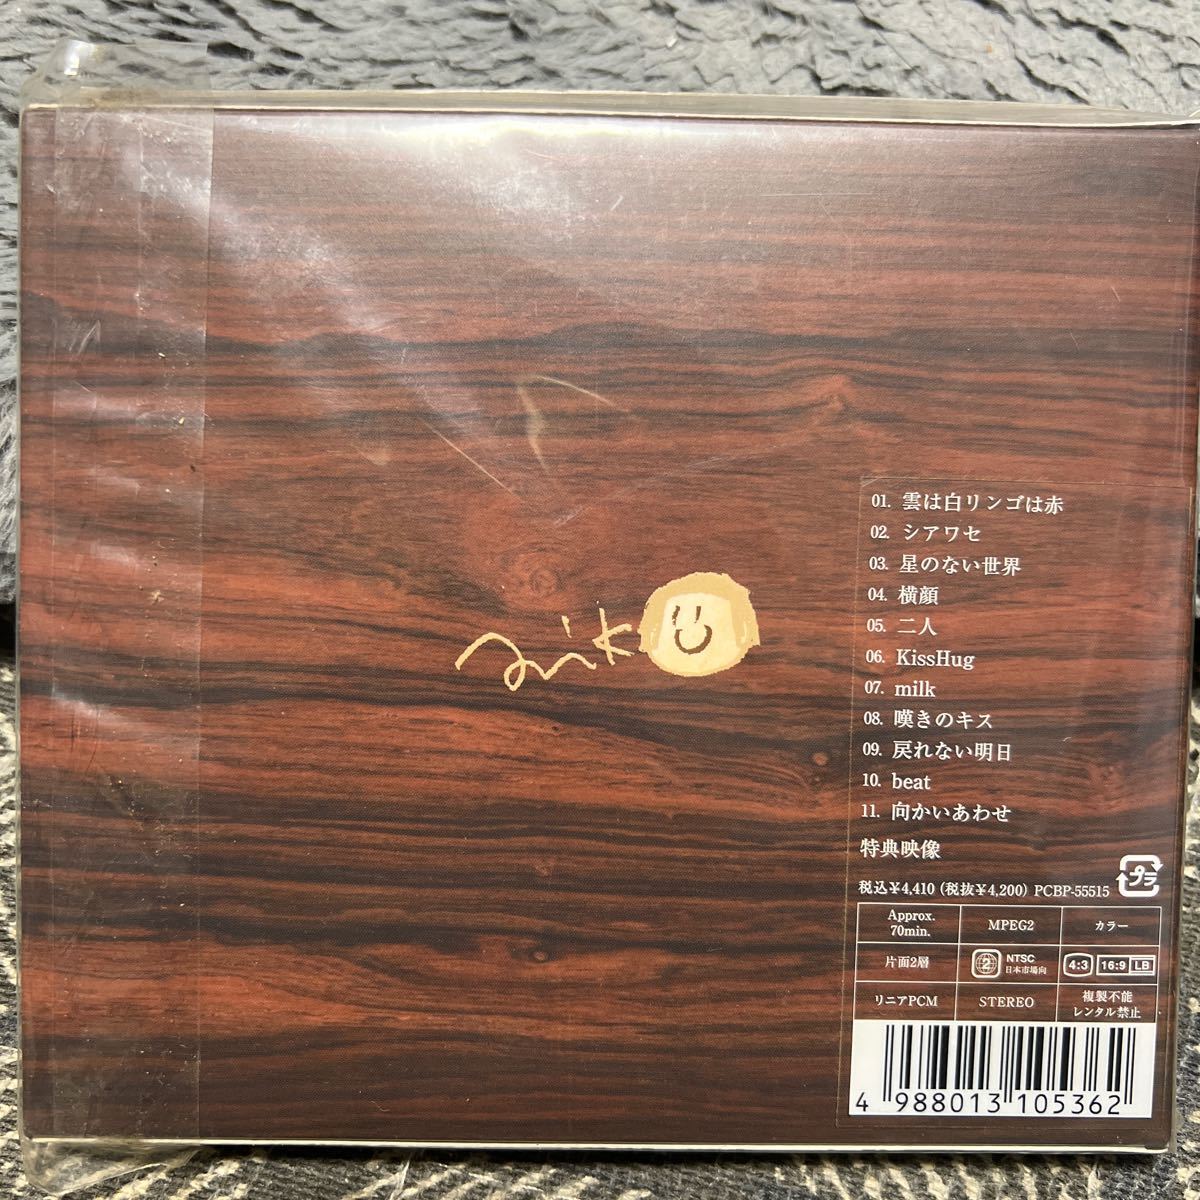 aiko
01. 雲は白リンゴは赤
02. シアワセ
03. 星のない世界
04. 横顔
05. 二人
06. KissHug
07. milk
08. 嘆きのキス
09. 戻れない明日
10. beat
11. 向かいあわせ
特典映像
プラ
税込¥4,410 (税抜¥4,200) PCBP-55515
Approx. 70min. MPEG2 カラー
片面2層 2 NTSC 日本市場向 4:3 16:9 LB
リニアPCM STEREO 複製不能 レンタル禁止
4 988013 105362